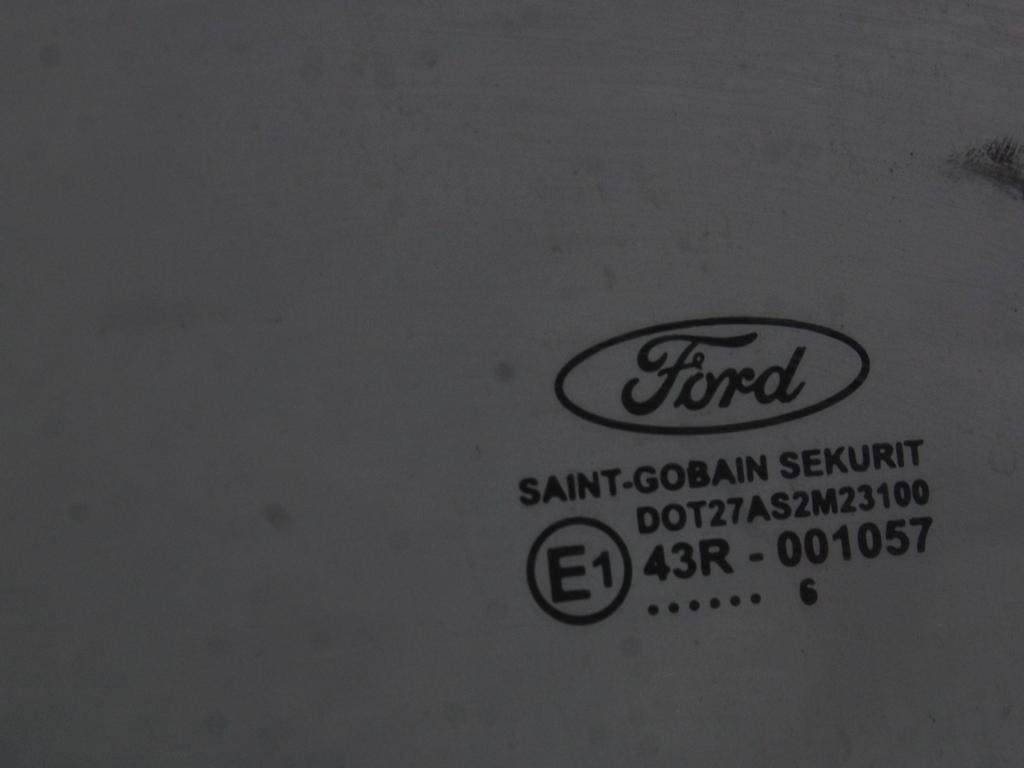 Ford
SAINT-GOBAIN SEKURIT
DOT27AS2M23100
E1 43R - 001057
...... 6